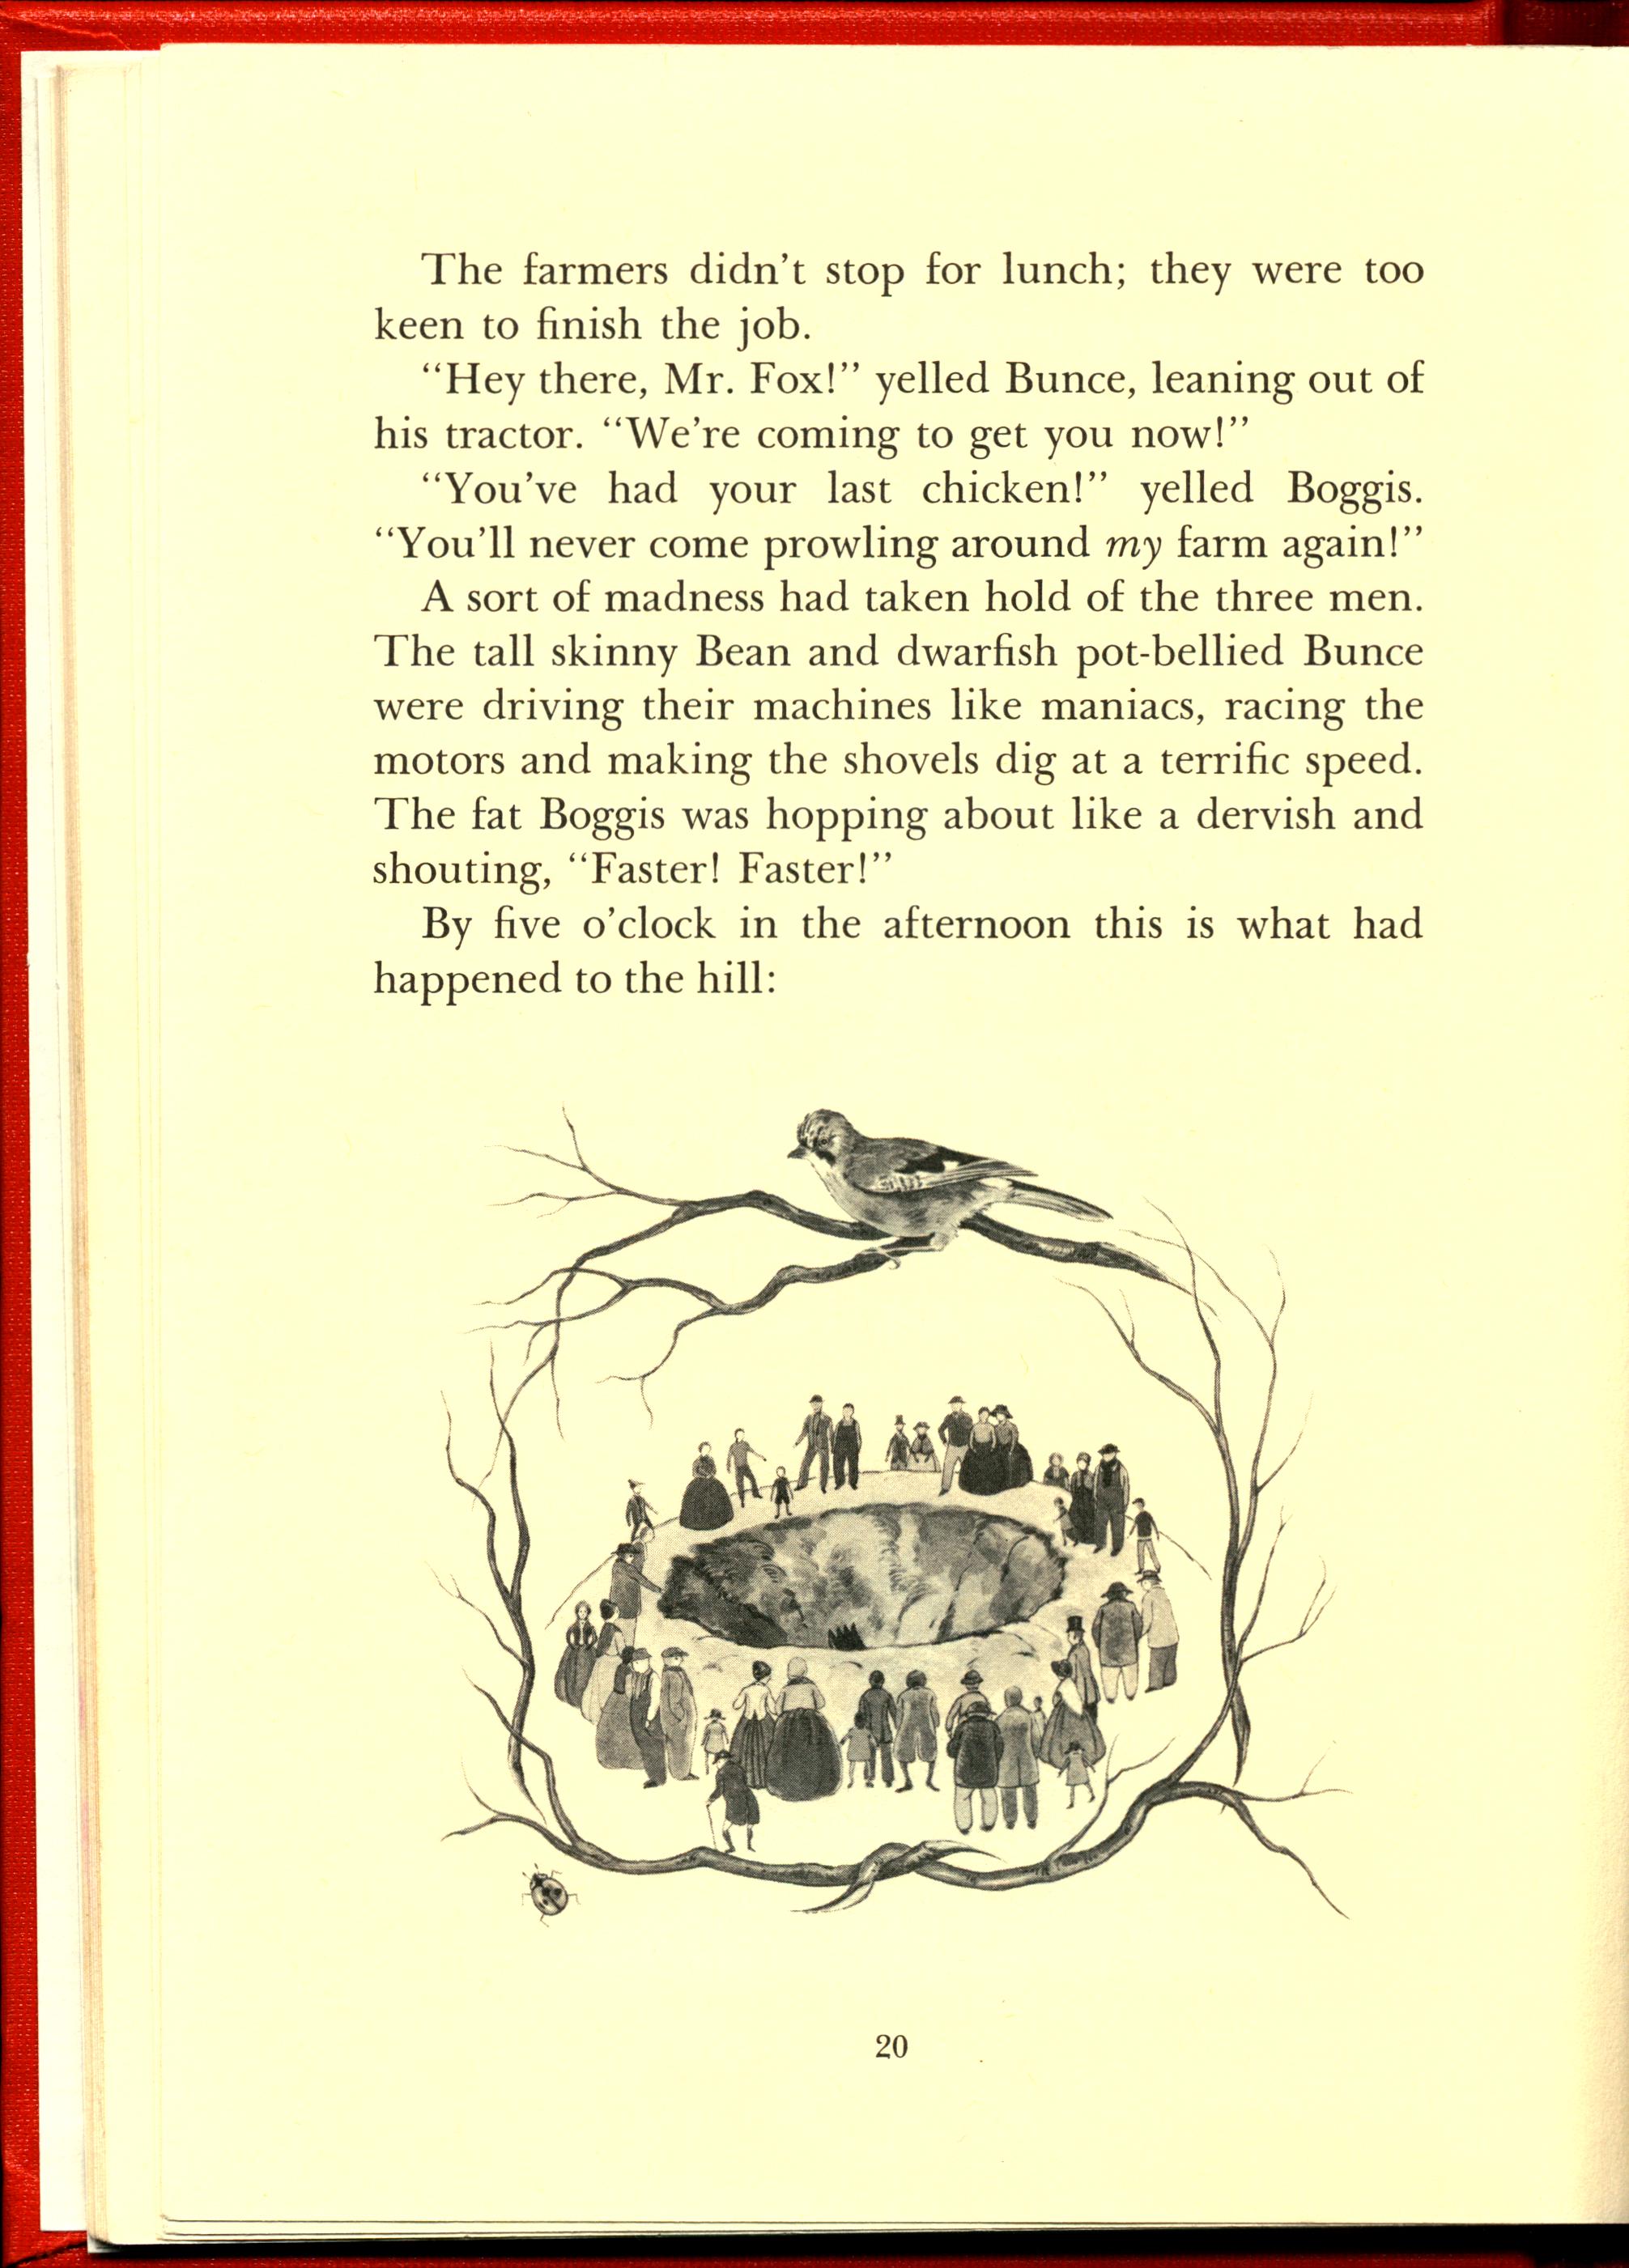 The farmers didn't stop for lunch; they were too
keen to finish the job.
“Hey there, Mr. Fox!” yelled Bunce, leaning out of
his tractor. “We're coming to get you now!”
“You've had your last chicken!” yelled Boggis.
“You'll never come prowling around my farm again!”
A sort of madness had taken hold of the three men.
The tall skinny Bean and dwarfish pot-bellied Bunce
were driving their machines like maniacs, racing the
motors and making the shovels dig at a terrific speed.
The fat Boggis was hopping about like a dervish and
shouting, “Faster! Faster!”
By five o'clock in the afternoon this is what had
happened to the hill:
20